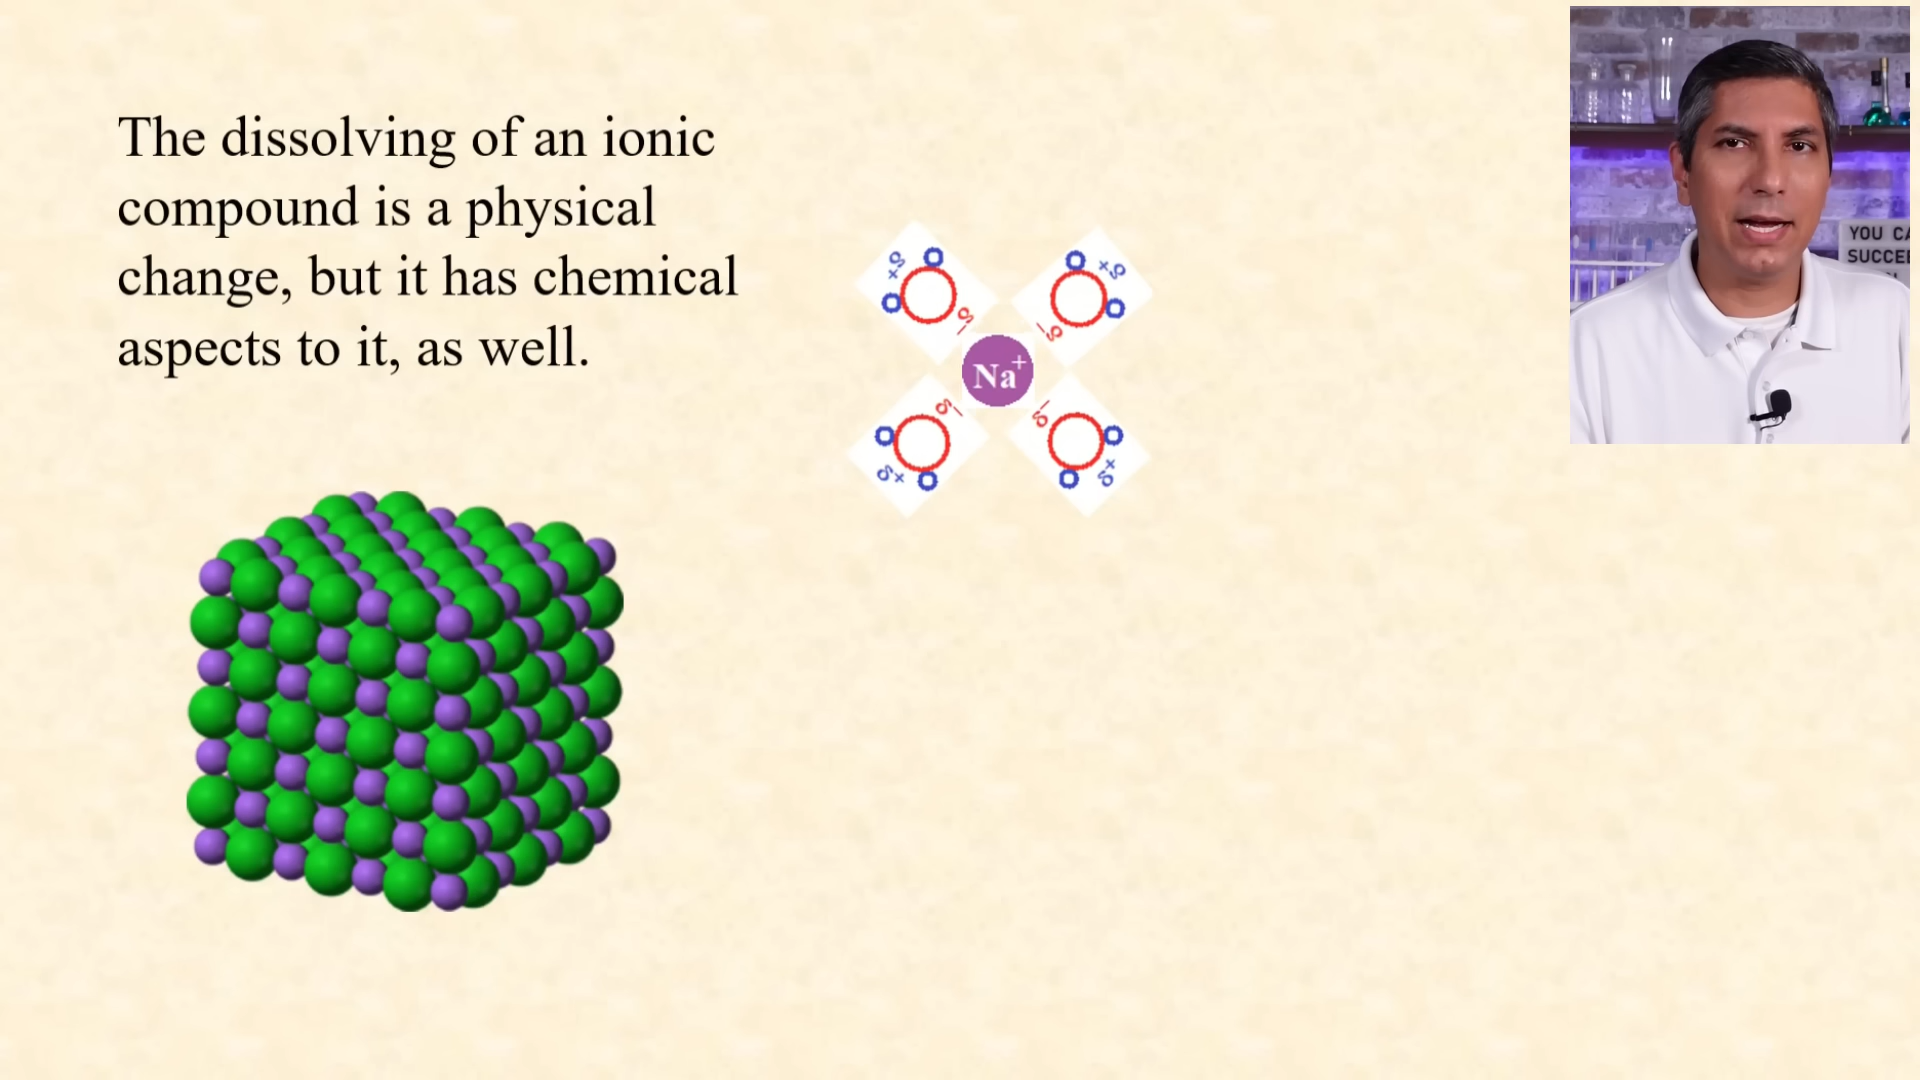 The dissolving of an ionic
compound is a physical
change, but it has chemical
aspects to it, as well.
δ+
δ−
δ+
δ−
Na+
δ−
δ+
δ−
δ+
YOU CA
SUCCEE